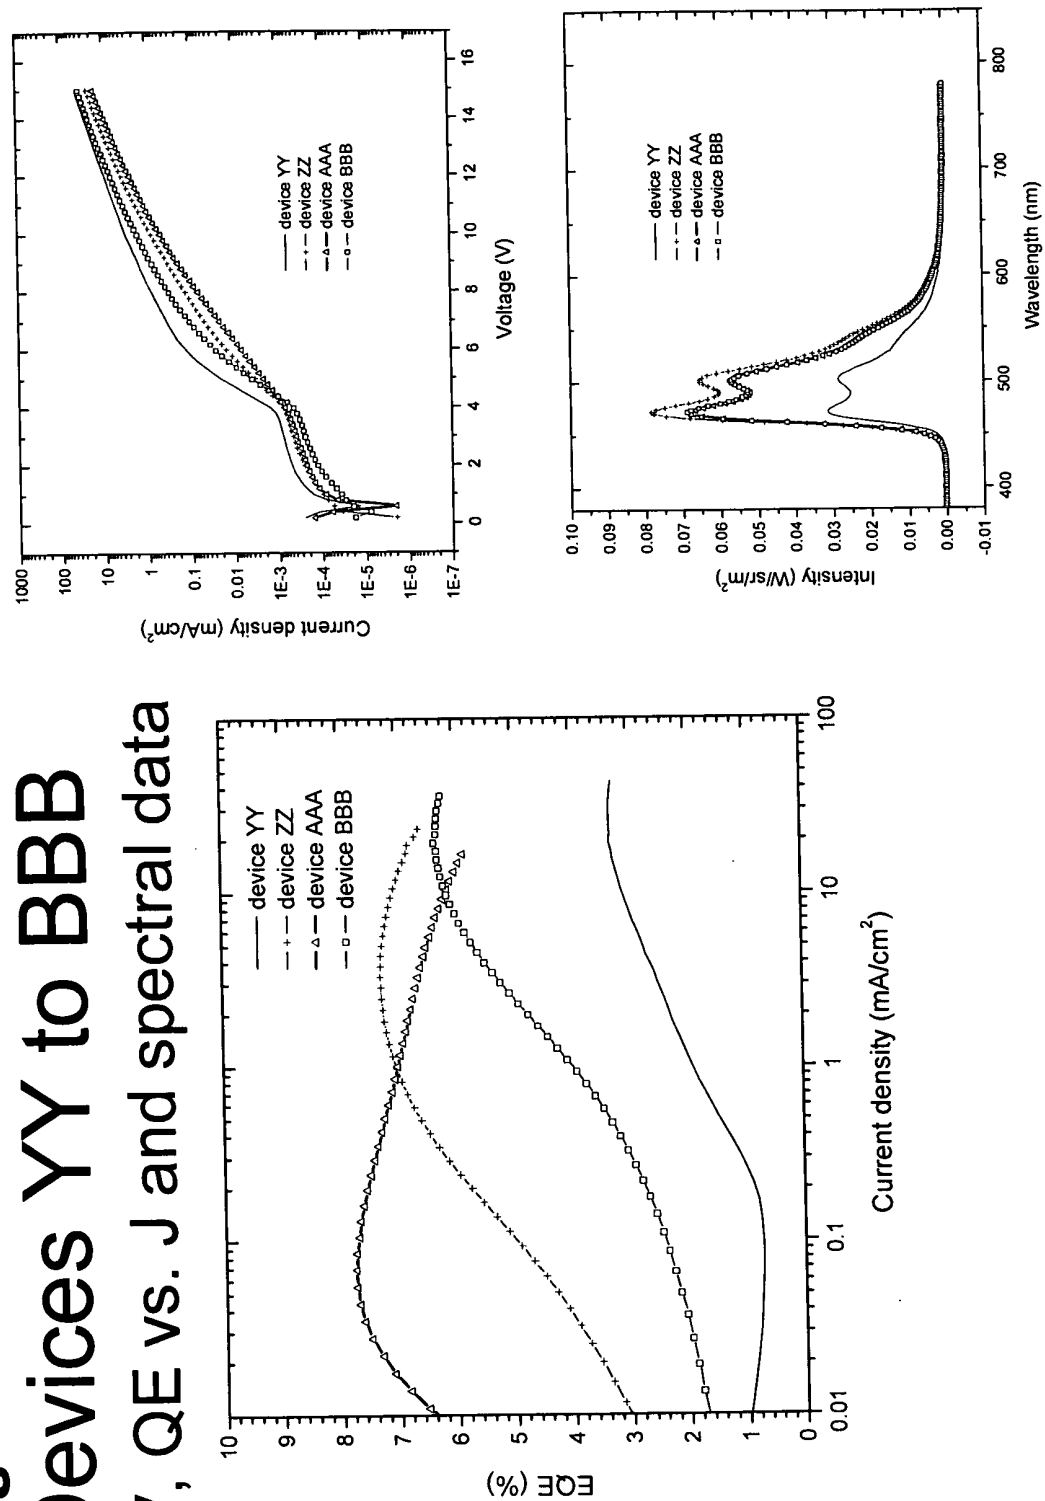 Devices YY to BBB
, QE vs. J and spectral data
EQE (%)
10
9
8
7
6
5
4
3
2
1
0
0.01
0.1
1
10
100
Current density (mA/cm²)
device YY
device ZZ
device AAA
device BBB
Current density (mA/cm²)
1000
100
10
1
0.1
0.01
1E-3
1E-4
1E-5
1E-6
1E-7
0
2
4
6
8
10
12
14
16
Voltage (V)
device YY
device ZZ
device AAA
device BBB
Intensity (W/sr/m²)
0.10
0.09
0.08
0.07
0.06
0.05
0.04
0.03
0.02
0.01
0.00
-0.01
400
500
600
700
800
Wavelength (nm)
device YY
device ZZ
device AAA
device BBB